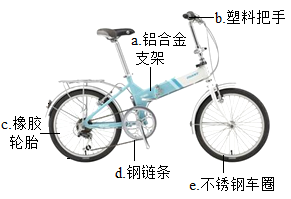 b.塑料把手
a.铝合金
支架
c.橡胶
轮胎
d.钢链条
e.不锈钢车圈